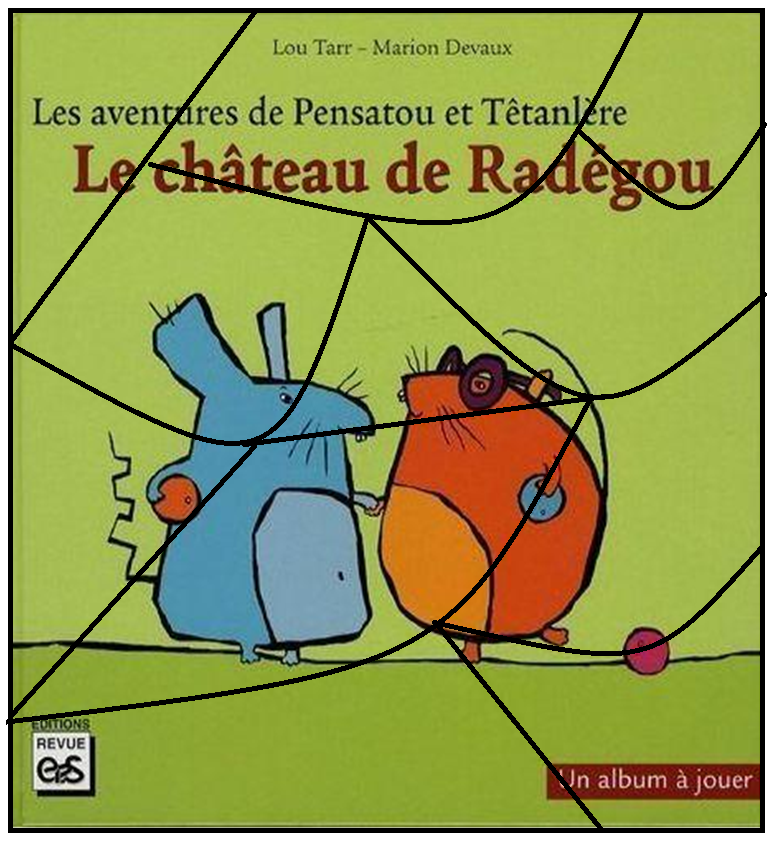 Lou Tarr – Marion Devaux
Les aventures de Pensatou et Têtanlère
Le château de Radégou
EDITIONS
REVUE
eps
Un album à jouer